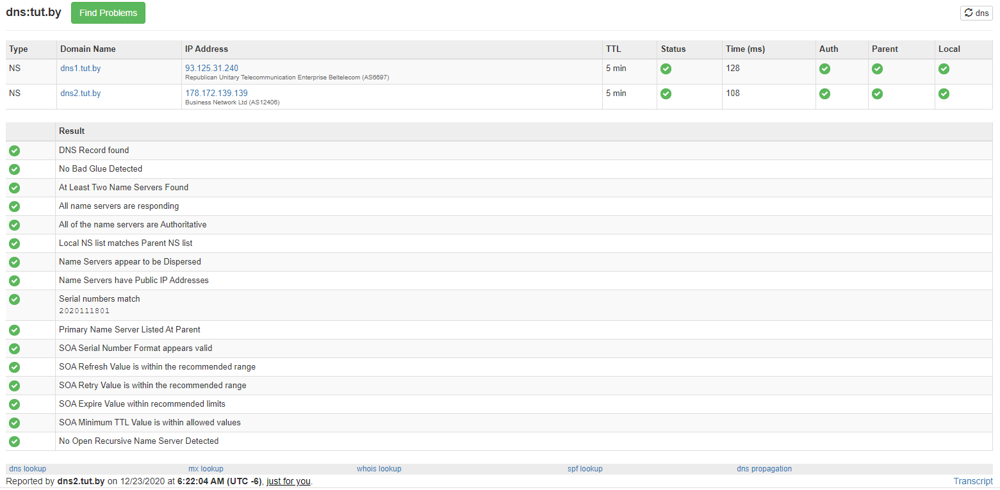 dns:tut.by Find Problems dns
Type Domain Name IP Address TTL Status Time (ms) Auth Parent Local
NS dns1.tut.by 93.125.31.240 5 min 128
Republican Unitary Telecommunication Enterprise Beltelecom (AS6697)
NS dns2.tut.by 178.172.139.139 5 min 108
Business Network Ltd (AS12406)
Result
DNS Record found
No Bad Glue Detected
At Least Two Name Servers Found
All name servers are responding
All of the name servers are Authoritative
Local NS list matches Parent NS list
Name Servers appear to be Dispersed
Name Servers have Public IP Addresses
Serial numbers match
2020111801
Primary Name Server Listed At Parent
SOA Serial Number Format appears valid
SOA Refresh Value is within the recommended range
SOA Retry Value is within the recommended range
SOA Expire Value within recommended limits
SOA Minimum TTL Value is within allowed values
No Open Recursive Name Server Detected
dns lookup mx lookup whois lookup spf lookup dns propagation
Reported by dns2.tut.by on 12/23/2020 at 6:22:04 AM (UTC -6), just for you. Transcript